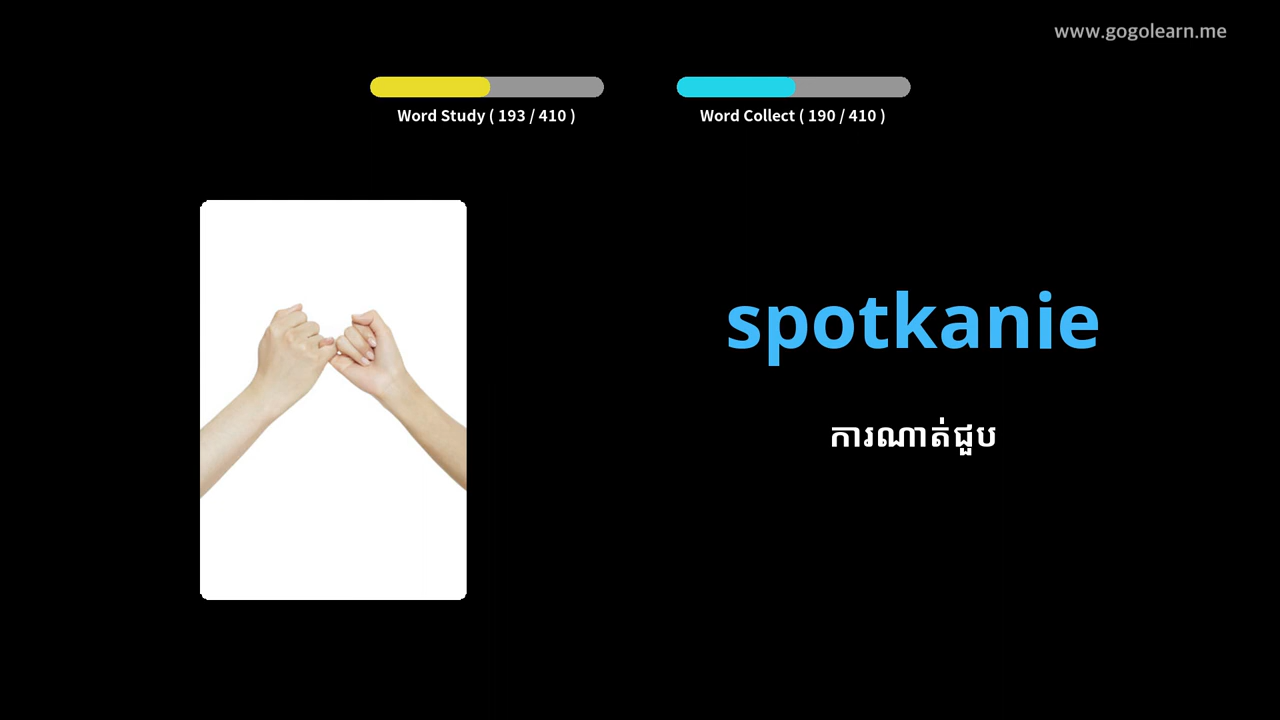 www.gogolearn.me
Word Study ( 193 / 410 )
Word Collect ( 190 / 410 )
spotkanie
ការណាត់ជួប